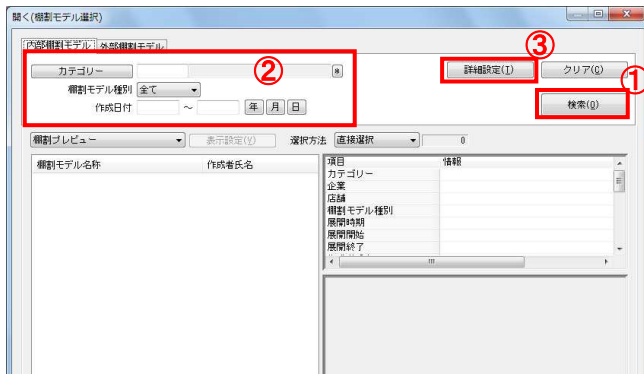 開く(棚割モデル選択)
内部棚割モデル 外部棚割モデル
③
カテゴリー ② * 詳細設定(I) クリア(C)
①
棚割モデル種別 全て
検索(Q)
作成日付 ～ 年 月 日
棚割プレビュー 表示設定(V) 選択方法 直接選択 0
棚割モデル名称 作成者氏名
項目 情報
カテゴリー
企業
店舗
棚割モデル種別
展開時期
展開開始
展開終了